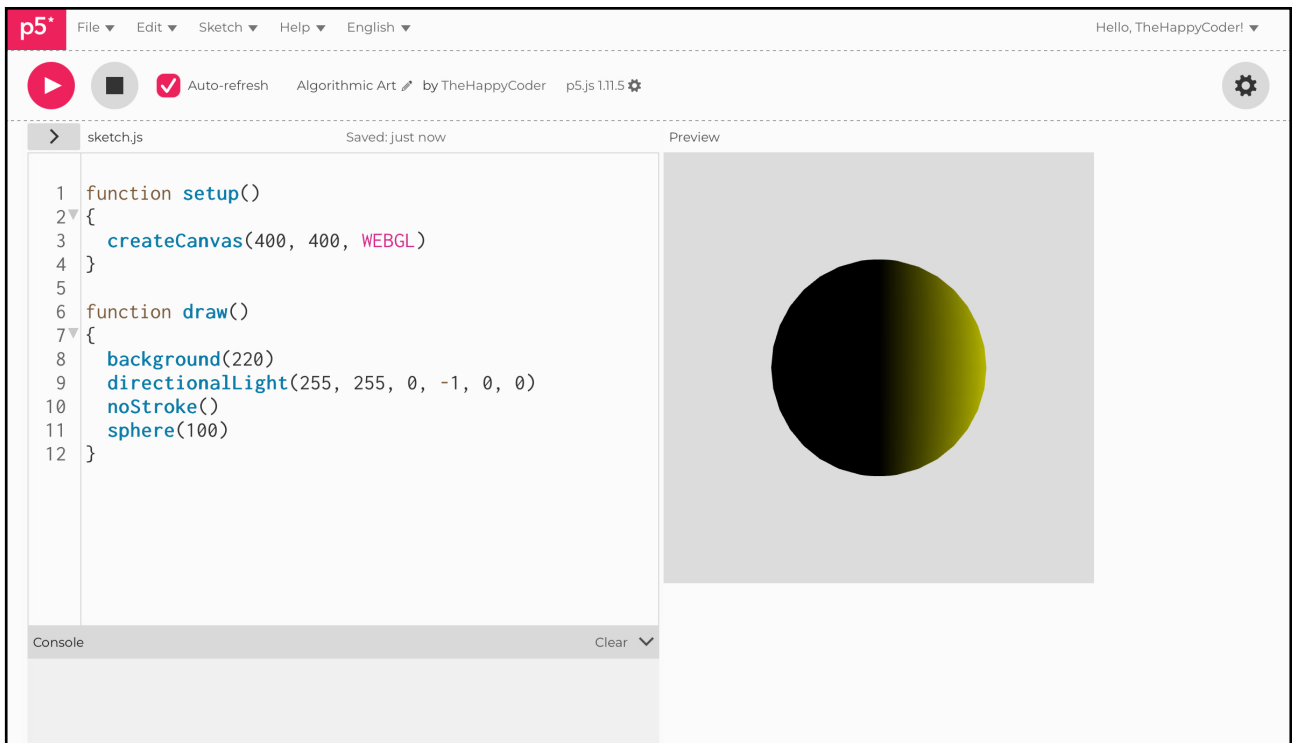 p5* File Edit Sketch Help English Hello, TheHappyCoder!
Auto-refresh Algorithmic Art by TheHappyCoder p5.js 1.11.5
sketch.js Saved: just now Preview
1 function setup()
2 {
3 createCanvas(400, 400, WEBGL)
4 }
5
6 function draw()
7 {
8 background(220)
9 directionalLight(255, 255, 0, -1, 0, 0)
10 noStroke()
11 sphere(100)
12 }
Console Clear